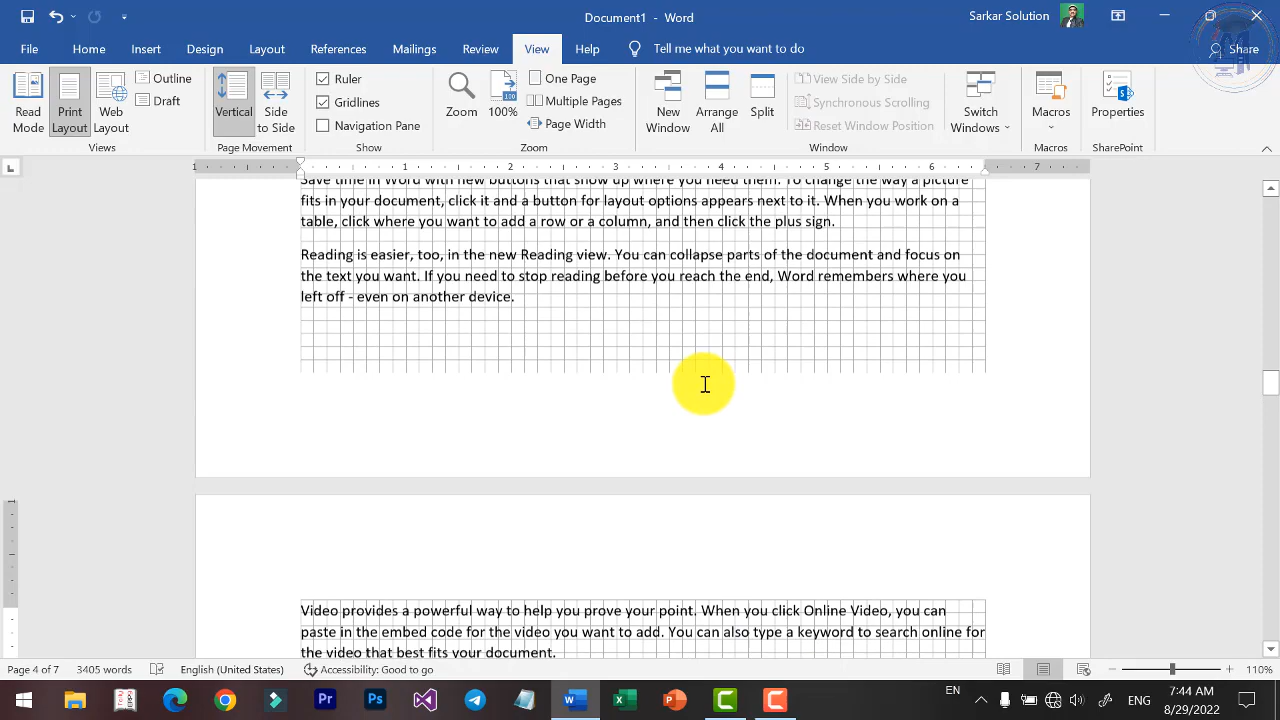 Document1 - Word
Sarkar Solution
File Home Insert Design Layout References Mailings Review View Help Tell me what you want to do Share
Read Mode
Print Layout
Web Layout
Outline
Draft
Views
Vertical
Side to Side
Page Movement
Ruler
Gridlines
Navigation Pane
Show
Zoom
100%
One Page
Multiple Pages
Page Width
Zoom
New Window
Arrange All
Split
View Side by Side
Synchronous Scrolling
Reset Window Position
Window
Switch Windows
Macros
Macros
Properties
SharePoint
1 1 2 3 4 5 6 7
Save time in Word with new buttons that show up where you need them. To change the way a picture
fits in your document, click it and a button for layout options appears next to it. When you work on a
table, click where you want to add a row or a column, and then click the plus sign.
Reading is easier, too, in the new Reading view. You can collapse parts of the document and focus on
the text you want. If you need to stop reading before you reach the end, Word remembers where you
left off - even on another device.
Video provides a powerful way to help you prove your point. When you click Online Video, you can
paste in the embed code for the video you want to add. You can also type a keyword to search online for
the video that best fits your document.
Page 4 of 7 3405 words English (United States) Accessibility: Good to go 110%
EN ENG 7:44 AM
8/29/2022